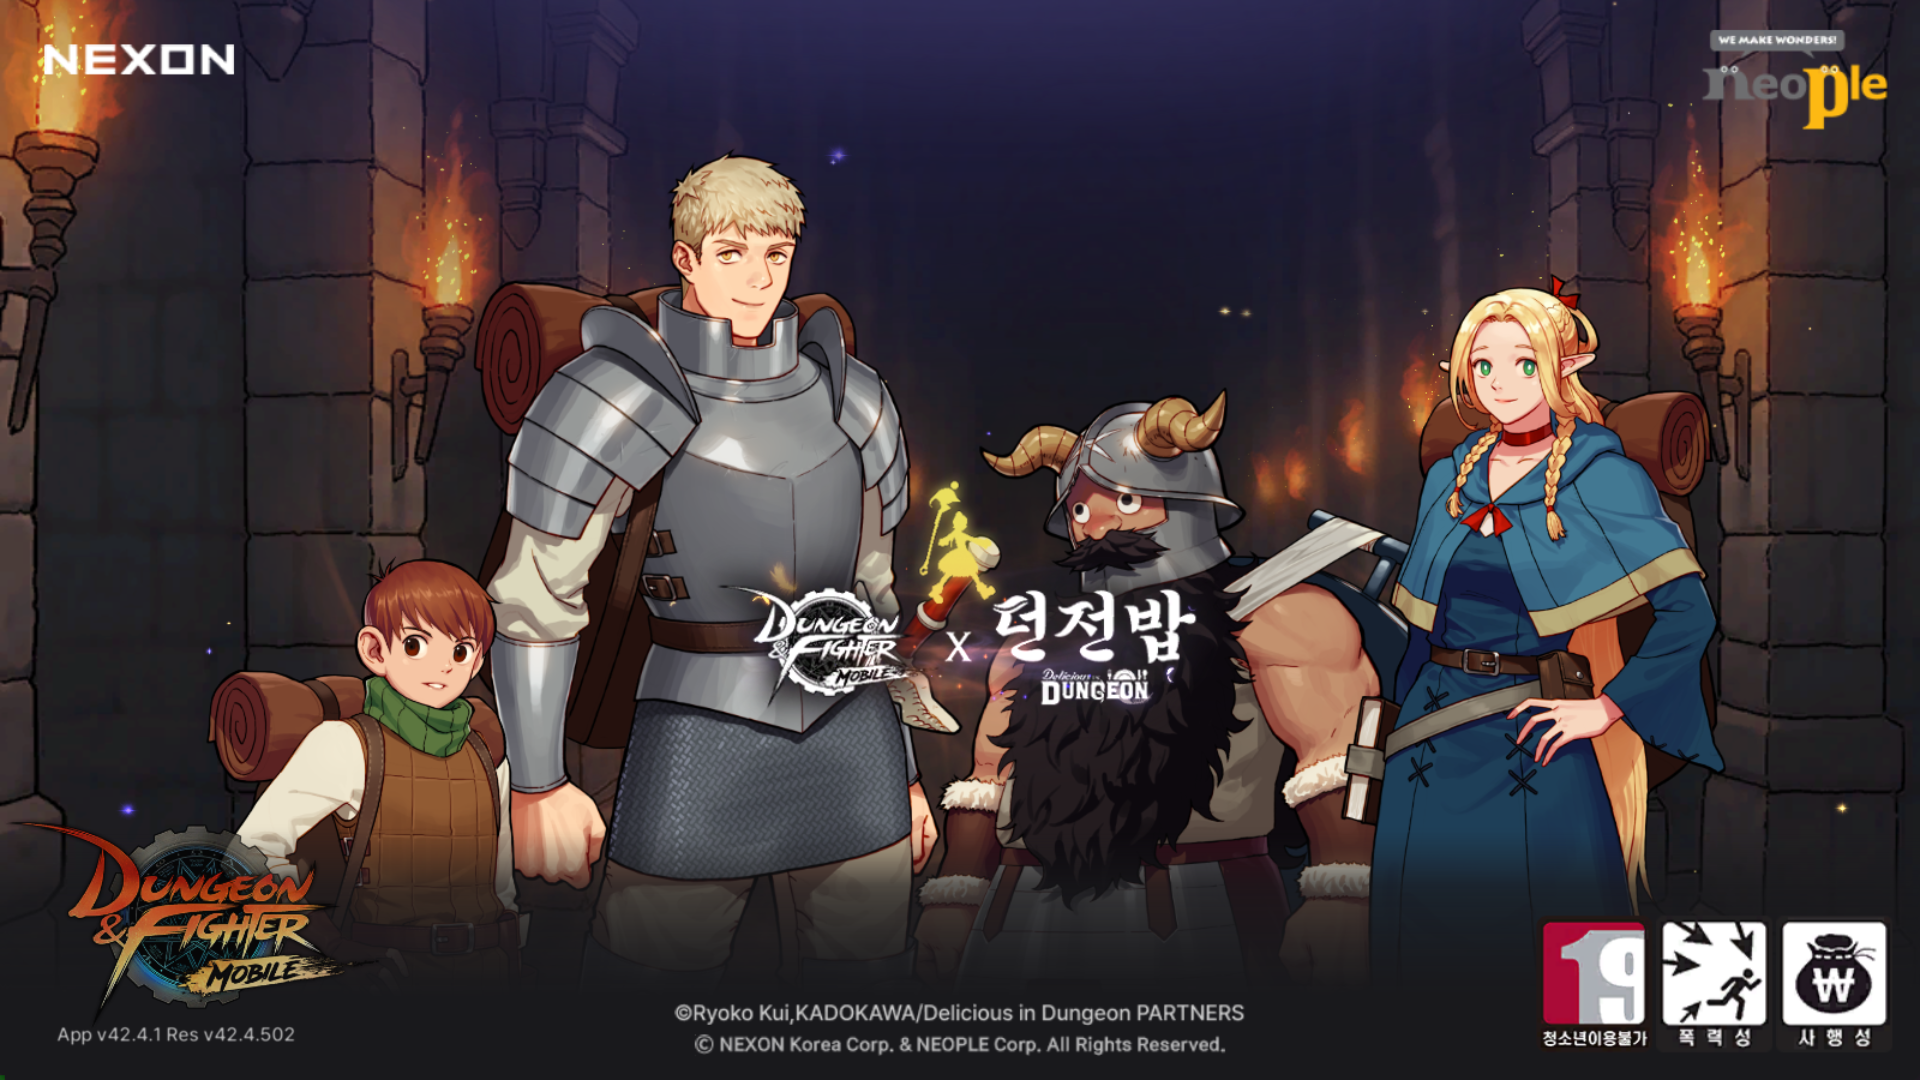 NEXON
WE MAKE WONDERS!
neople
DUNGEON
& FIGHTER
MOBILE
X
던전밥
Delicious in
DUNGEON
DUNGEON
& FIGHTER
MOBILE
App v42.4.1 Res v42.4.502
©Ryoko Kui,KADOKAWA/Delicious in Dungeon PARTNERS
© NEXON Korea Corp. & NEOPLE Corp. All Rights Reserved.
19
청소년이용불가
폭력성
W
사행성